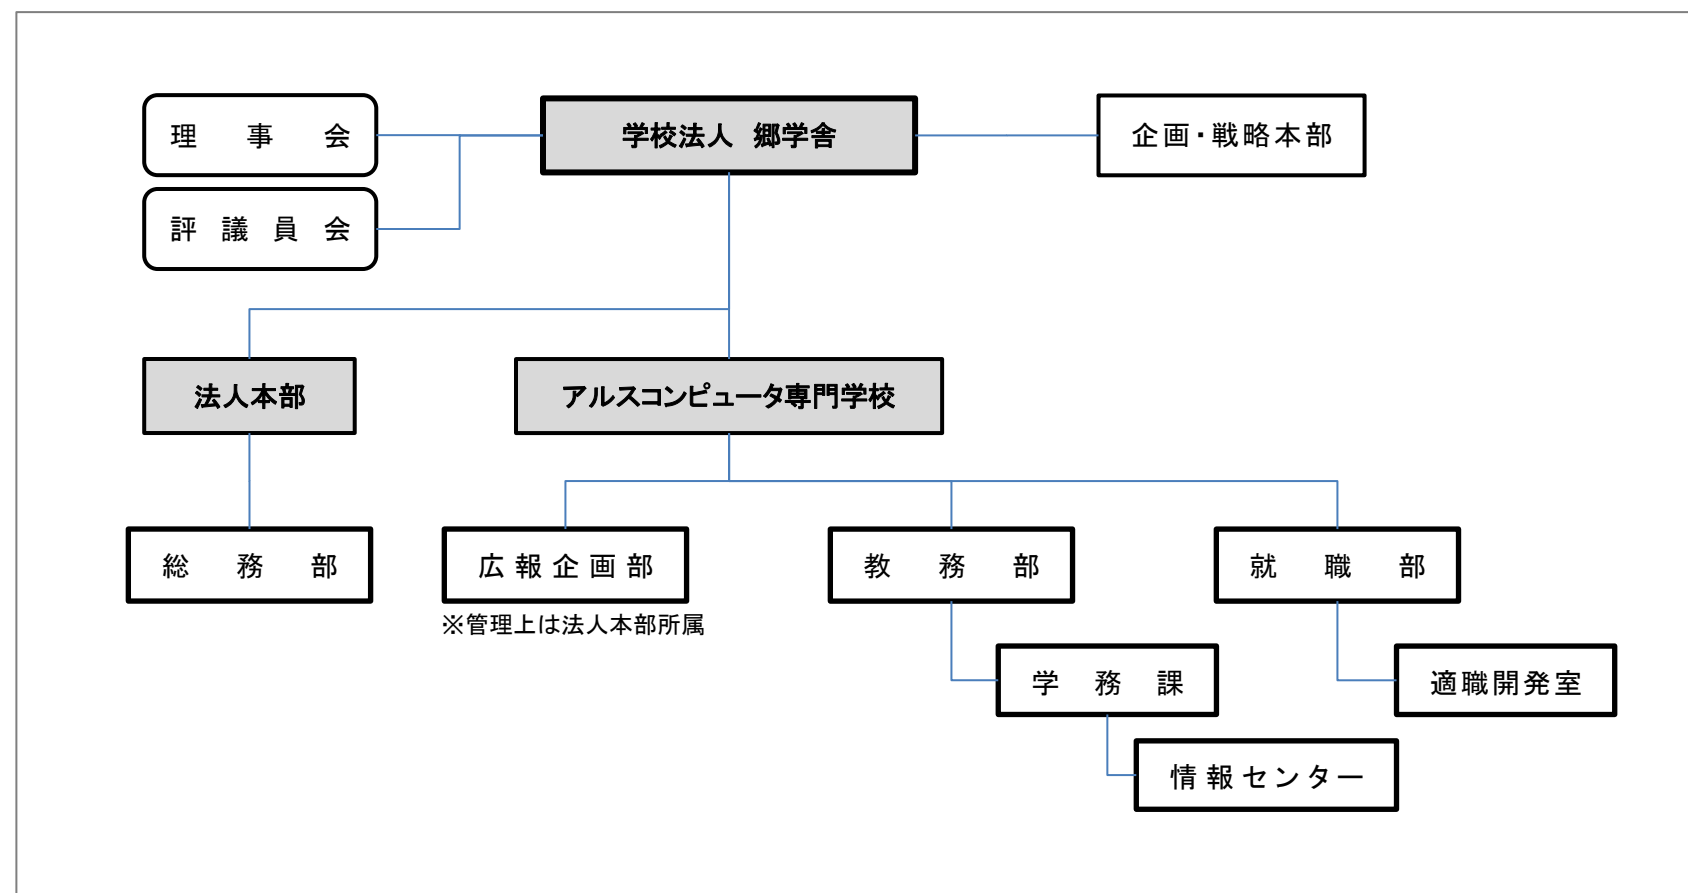 理事会
学校法人 郷学舎
企画・戦略本部
評議員会
法人本部
アルスコンピュータ専門学校
総務部
広報企画部
教務部
就職部
※管理上は法人本部所属
学務課
適職開発室
情報センター